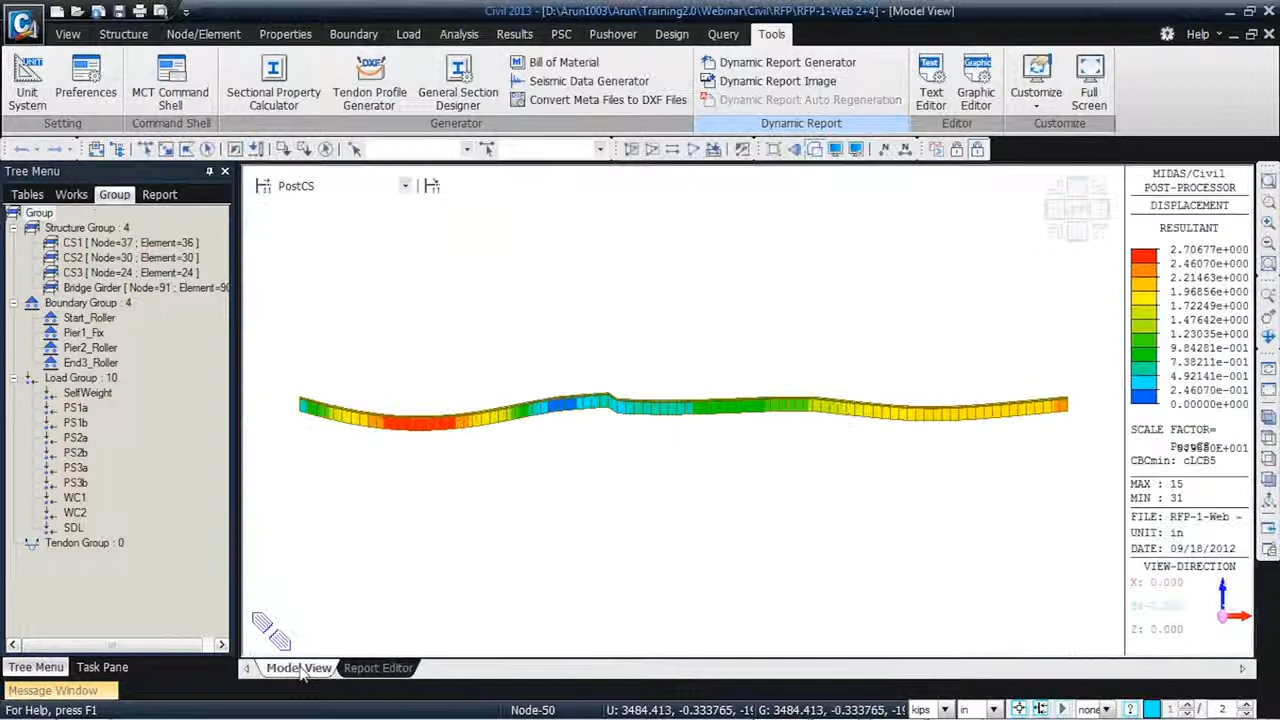 Civil 2013 - [D:\Arun1003\Arun\Training2.0\Webinar\Civil\RFP\RFP-1-Web 2+4] - [Model View]
View Structure Node/Element Properties Boundary Load Analysis Results PSC Pushover Design Query Tools Help
Unit System
Preferences
MCT Command Shell
Sectional Property Calculator
Tendon Profile Generator
General Section Designer
Bill of Material
Seismic Data Generator
Convert Meta Files to DXF Files
Dynamic Report Generator
Dynamic Report Image
Dynamic Report Auto Regeneration
Text Editor
Graphic Editor
Customize
Full Screen
Setting Command Shell Generator Dynamic Report Editor Customize
Tree Menu
Tables Works Group Report
Group
Structure Group : 4
CS1 [ Node=37 ; Element=36 ]
CS2 [ Node=30 ; Element=30 ]
CS3 [ Node=24 ; Element=24 ]
Bridge Girder [ Node=91 ; Element=90
Boundary Group : 4
Start_Roller
Pier1_Fix
Pier2_Roller
End3_Roller
Load Group : 10
SelfWeight
PS1a
PS1b
PS2a
PS2b
PS3a
PS3b
WC1
WC2
SDL
Tendon Group : 0
Tree Menu Task Pane
Message Window
PostCS
MIDAS/Civil
POST-PROCESSOR
DISPLACEMENT
RESULTANT
2.70677e+000
2.46070e+000
2.21463e+000
1.96856e+000
1.72249e+000
1.47642e+000
1.23035e+000
9.84281e-001
7.38211e-001
4.92141e-001
2.46070e-001
0.00000e+000
SCALE FACTOR=
CBCmin: cLCB5
MAX : 15
MIN : 31
FILE: RFP-1-Web ~
UNIT: in
DATE: 09/18/2012
VIEW-DIRECTION
X: 0.000
Z: 0.000
Model View Report Editor
For Help, press F1
Node-50
U: 3484.413, -0.333765, -19
G: 3484.413, -0.333765, -19
kips in none 1 / 2